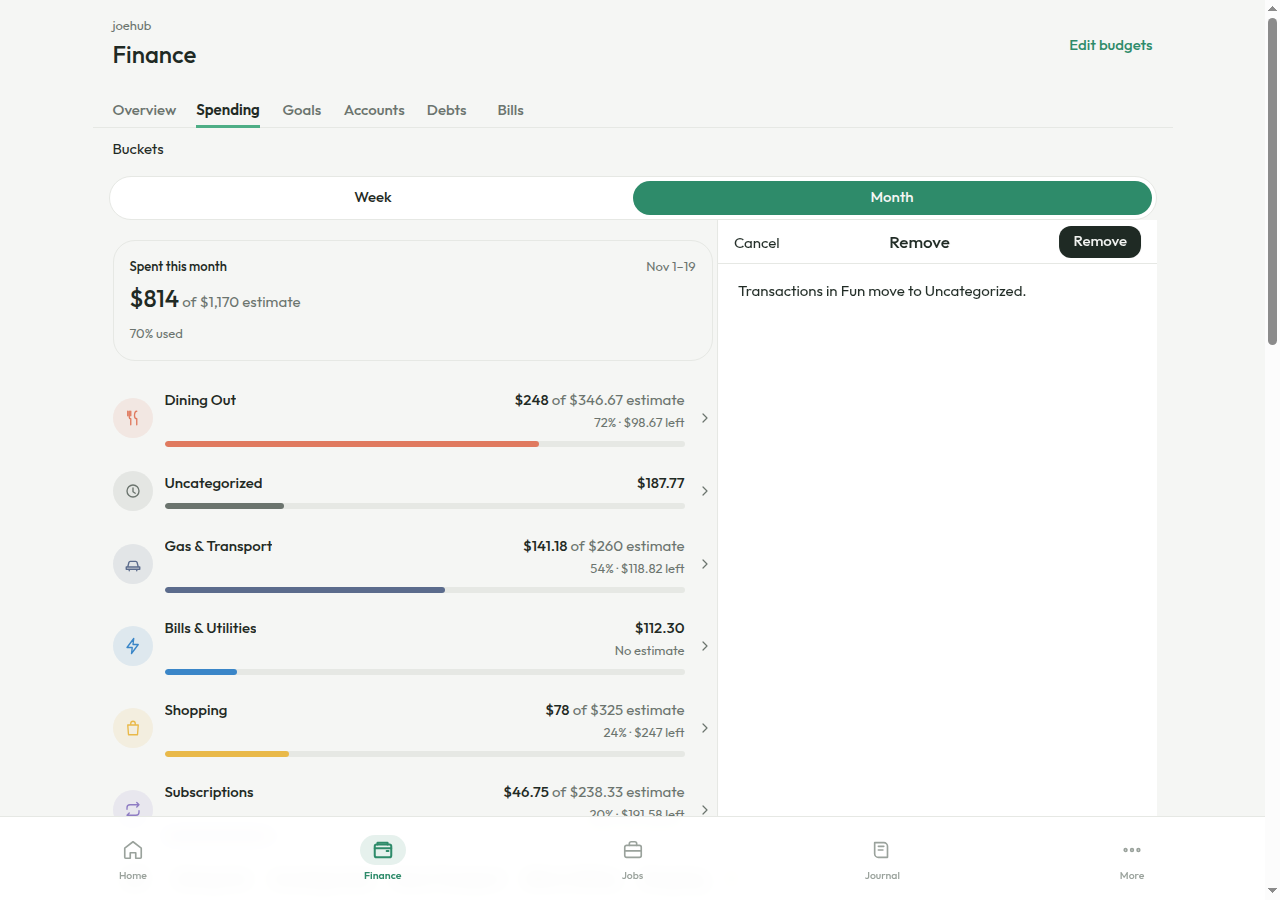 joehub
Finance
Edit budgets
Overview Spending Goals Accounts Debts Bills
Buckets
Week Month
Cancel Remove Remove
Transactions in Fun move to Uncategorized.
Spent this month Nov 1–19
$814 of $1,170 estimate
70% used
Dining Out $248 of $346.67 estimate
72% · $98.67 left
Uncategorized $187.77
Gas & Transport $141.18 of $260 estimate
54% · $118.82 left
Bills & Utilities $112.30
No estimate
Shopping $78 of $325 estimate
24% · $247 left
Subscriptions $46.75 of $238.33 estimate
20% · $191.58 left
Home Finance Jobs Journal More